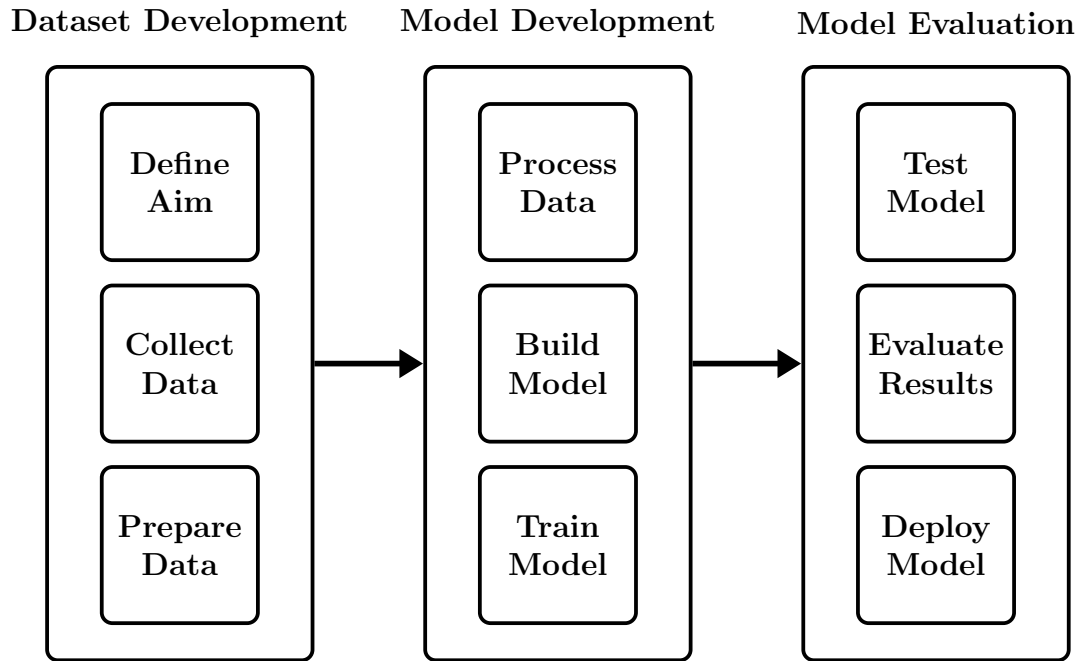 Dataset Development
Model Development
Model Evaluation
Define
Aim
Collect
Data
Prepare
Data
Process
Data
Build
Model
Train
Model
Test
Model
Evaluate
Results
Deploy
Model